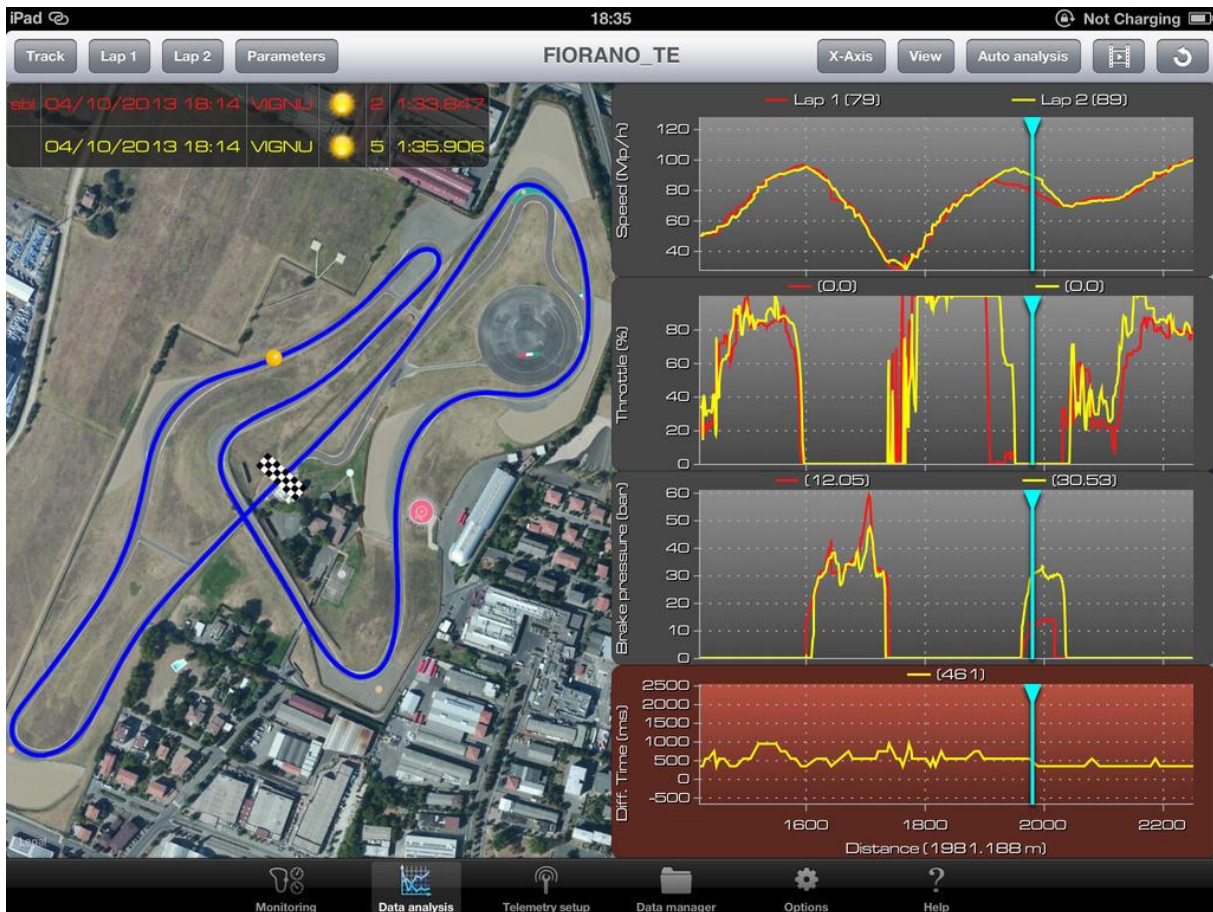 iPad 18:35 Not Charging
Track Lap 1 Lap 2 Parameters FIORANO_TE X-Axis View Auto analysis
sbl 04/10/2013 18:14 VIGNU 2 1:33.847
04/10/2013 18:14 VIGNU 5 1:35.906
Lap 1 (79) Lap 2 (89)
Speed (Mp/h)
120
100
80
60
40
(0.0) (0.0)
Throttle (%)
80
60
40
20
0
(12.05) (30.53)
Brake pressure (bar)
60
50
40
30
20
10
0
(461)
Diff. Time (ms)
2500
2000
1500
1000
500
0
-500
1600 1800 2000 2200
Distance (1981.188 m)
Legal
Monitoring Data analysis Telemetry setup Data manager Options Help